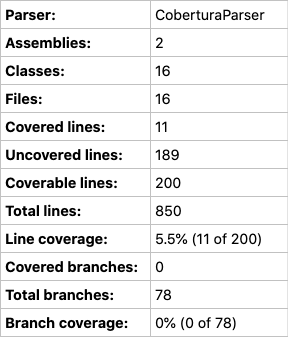 Parser: CoberturaParser
Assemblies: 2
Classes: 16
Files: 16
Covered lines: 11
Uncovered lines: 189
Coverable lines: 200
Total lines: 850
Line coverage: 5.5% (11 of 200)
Covered branches: 0
Total branches: 78
Branch coverage: 0% (0 of 78)